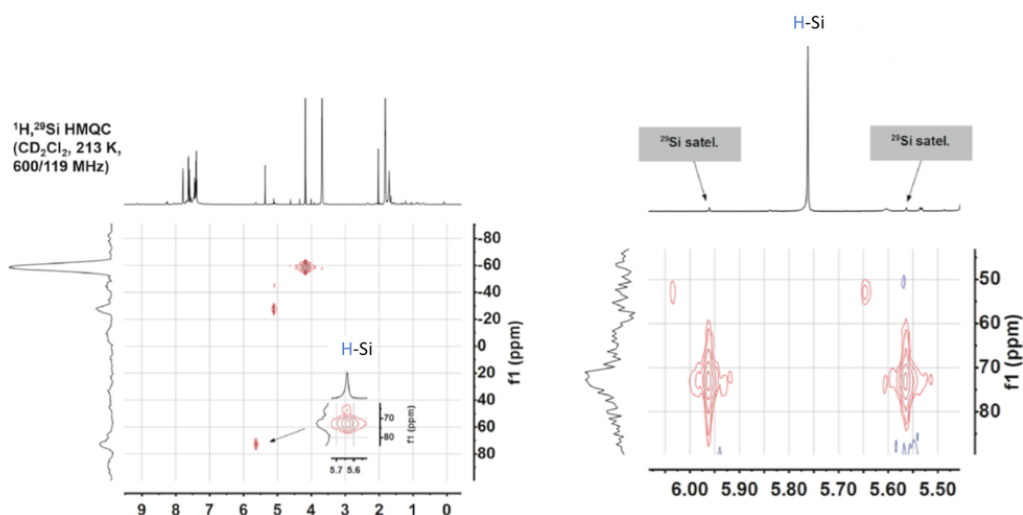 ¹H,²⁹Si HMQC
(CD₂Cl₂, 213 K,
600/119 MHz)
-80
-60
-40
-20
0
20
40
60
80
f1 (ppm)
H-Si
70
80
f1 (ppm)
5.7 5.6
9 8 7 6 5 4 3 2 1 0
H-Si
²⁹Si satel.
²⁹Si satel.
50
60
70
80
f1 (ppm)
6.00 5.90 5.80 5.70 5.60 5.50